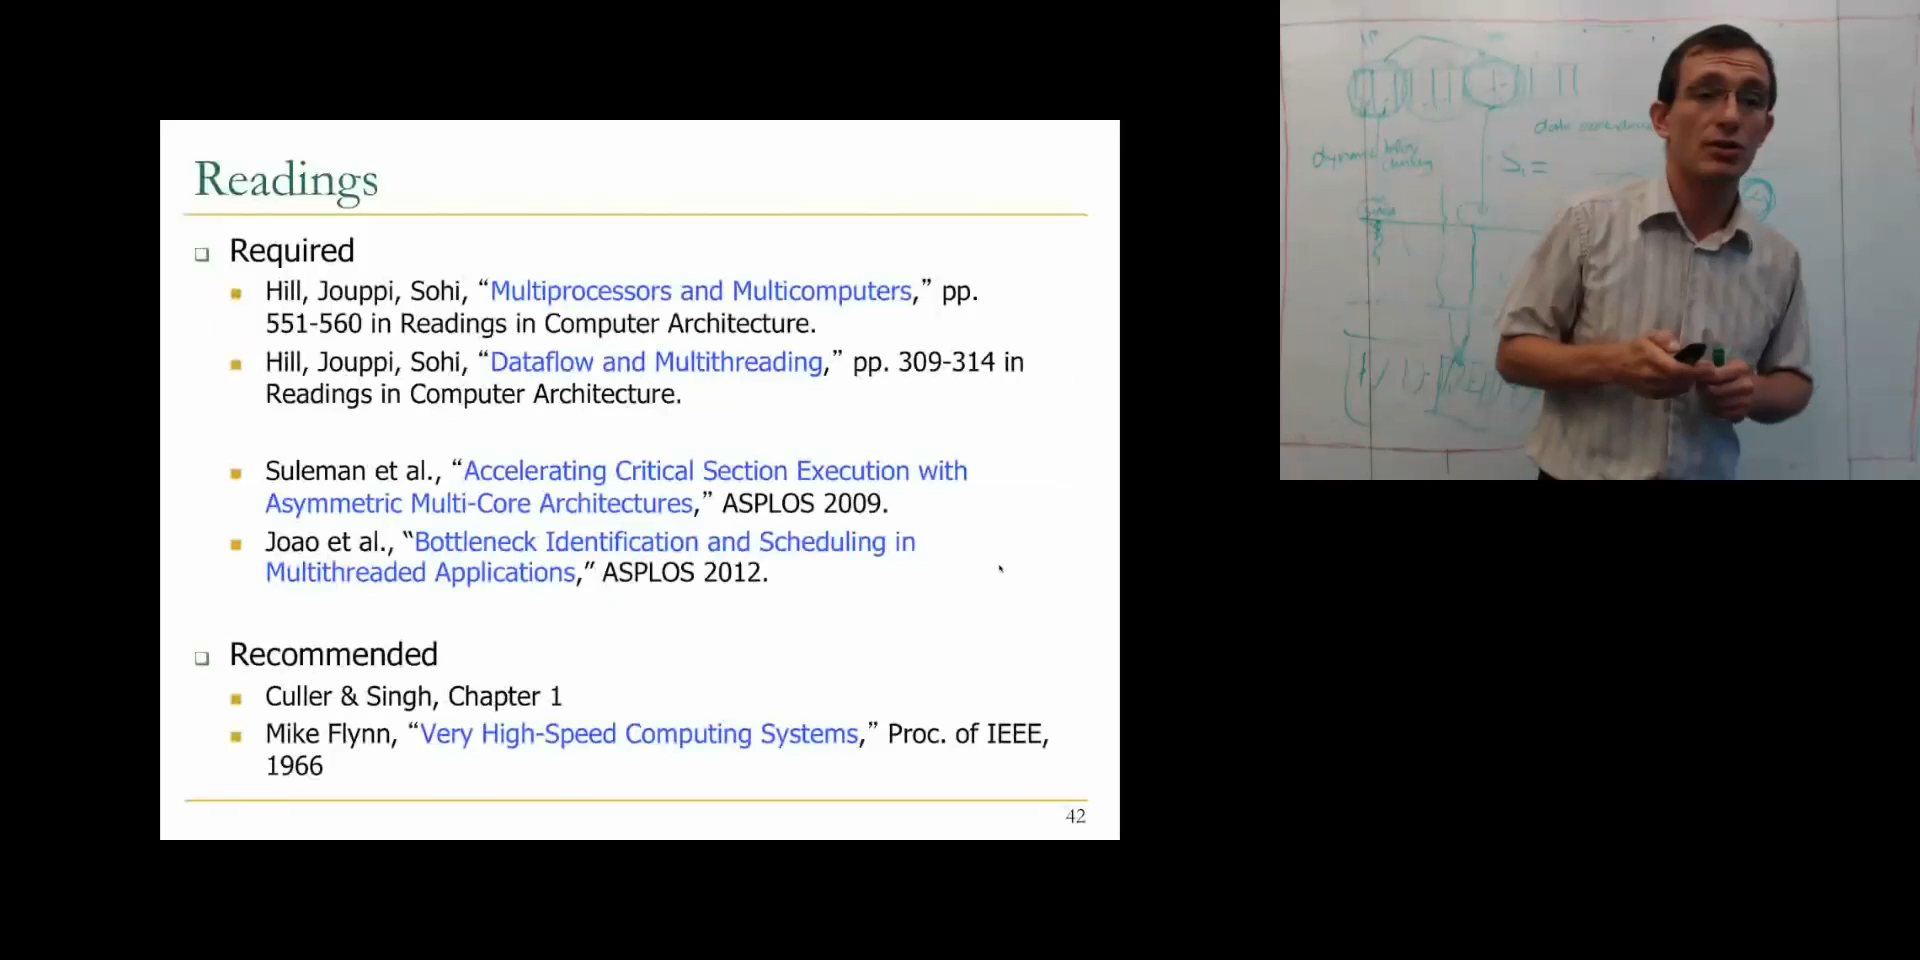 Readings
Required
Hill, Jouppi, Sohi, “Multiprocessors and Multicomputers,” pp.
551-560 in Readings in Computer Architecture.
Hill, Jouppi, Sohi, “Dataflow and Multithreading,” pp. 309-314 in
Readings in Computer Architecture.
Suleman et al., “Accelerating Critical Section Execution with
Asymmetric Multi-Core Architectures,” ASPLOS 2009.
Joao et al., “Bottleneck Identification and Scheduling in
Multithreaded Applications,” ASPLOS 2012.
Recommended
Culler & Singh, Chapter 1
Mike Flynn, “Very High-Speed Computing Systems,” Proc. of IEEE,
1966
42
data
S1 =